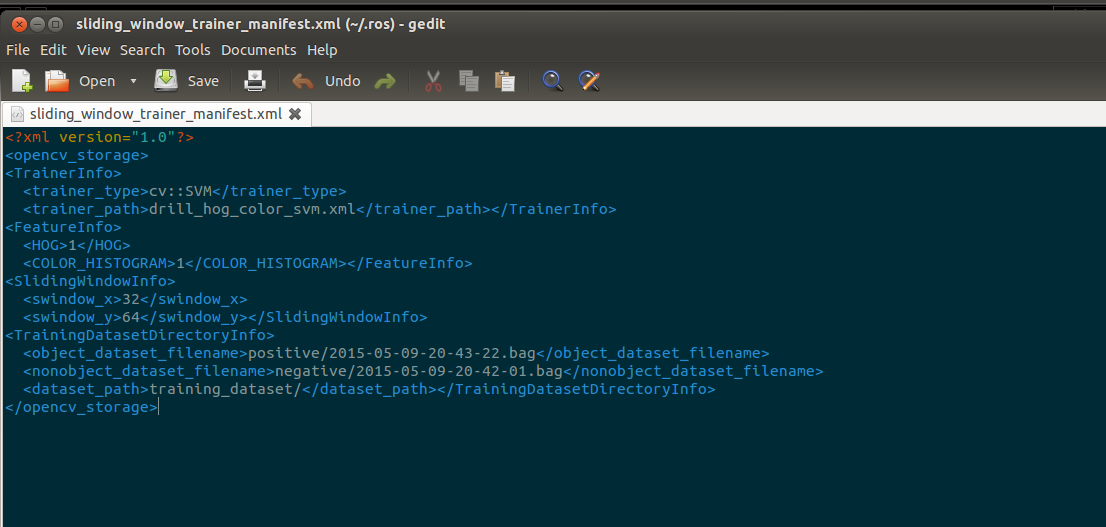 sliding_window_trainer_manifest.xml (~/.ros) - gedit
File Edit View Search Tools Documents Help
Open Save Undo
sliding_window_trainer_manifest.xml
<?xml version="1.0"?>
<opencv_storage>
<TrainerInfo>
  <trainer_type>cv::SVM</trainer_type>
  <trainer_path>drill_hog_color_svm.xml</trainer_path></TrainerInfo>
<FeatureInfo>
  <HOG>1</HOG>
  <COLOR_HISTOGRAM>1</COLOR_HISTOGRAM></FeatureInfo>
<SlidingWindowInfo>
  <swindow_x>32</swindow_x>
  <swindow_y>64</swindow_y></SlidingWindowInfo>
<TrainingDatasetDirectoryInfo>
  <object_dataset_filename>positive/2015-05-09-20-43-22.bag</object_dataset_filename>
  <nonobject_dataset_filename>negative/2015-05-09-20-42-01.bag</nonobject_dataset_filename>
  <dataset_path>training_dataset/</dataset_path></TrainingDatasetDirectoryInfo>
</opencv_storage>